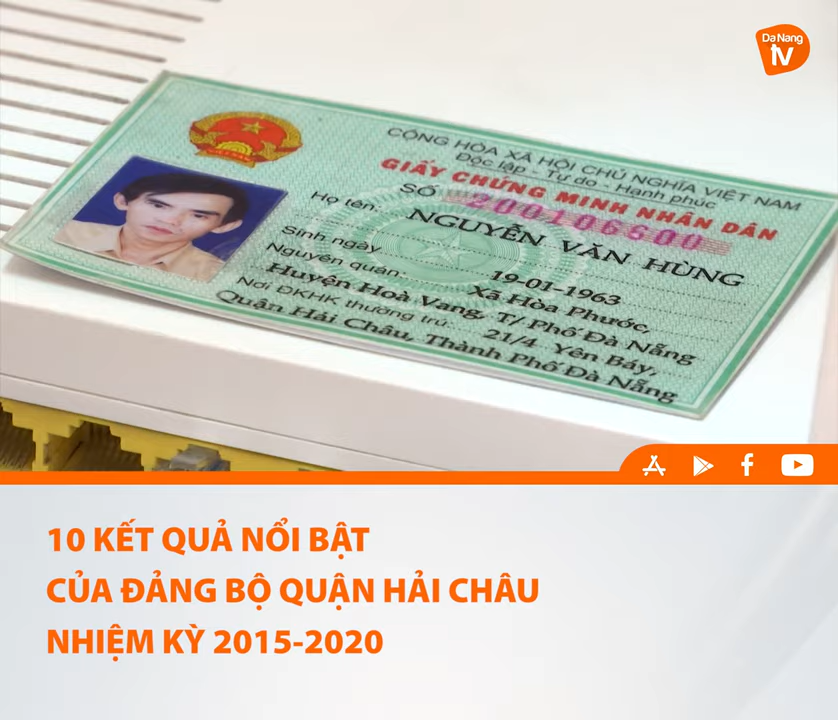 Da Nang
tv
CỘNG HÒA XÃ HỘI CHỦ NGHĨA VIỆT NAM
Độc lập - Tự do - Hạnh phúc
GIẤY CHỨNG MINH NHÂN DÂN
SỐ 200106600
Họ tên: NGUYỄN VĂN HÙNG
Sinh ngày 19-01-1963
Nguyên quán: Xã Hòa Phước,
Huyện Hoà Vang, T/ Phố Đà Nẵng
Nơi ĐKHK thường trú: 21/4 Yên Báy,
Quận Hải Châu, Thành Phố Đà Nẵng
10 KẾT QUẢ NỔI BẬT
CỦA ĐẢNG BỘ QUẬN HẢI CHÂU
NHIỆM KỲ 2015-2020